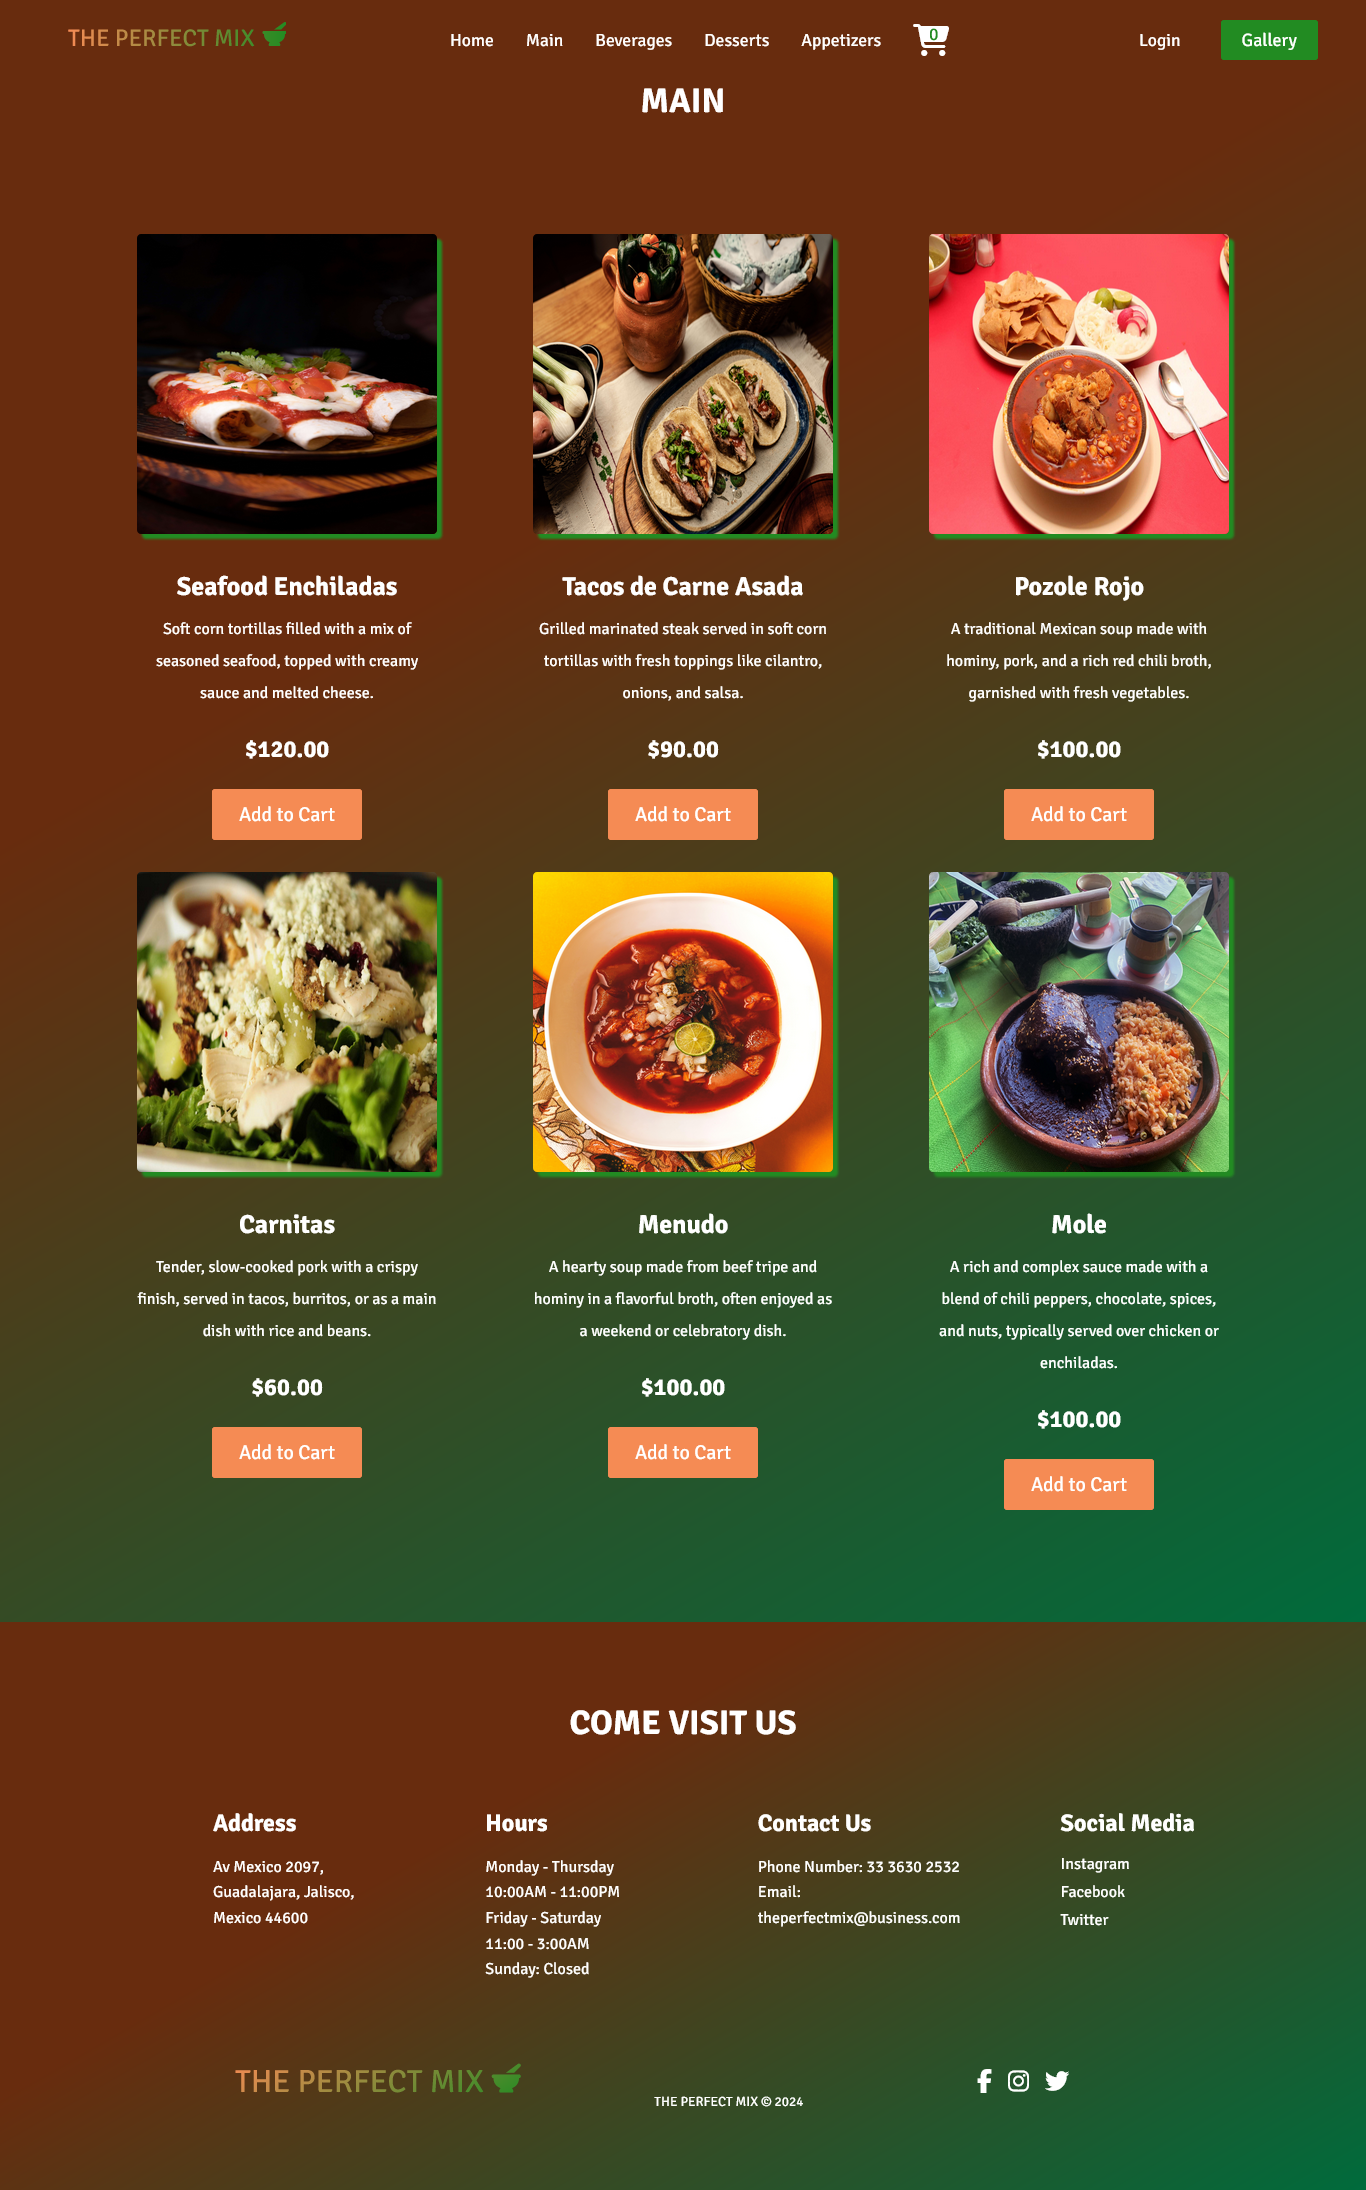 THE PERFECT MIX
Home Main Beverages Desserts Appetizers 0 Login Gallery
MAIN
Seafood Enchiladas
Soft corn tortillas filled with a mix of
seasoned seafood, topped with creamy
sauce and melted cheese.
$120.00
Add to Cart
Tacos de Carne Asada
Grilled marinated steak served in soft corn
tortillas with fresh toppings like cilantro,
onions, and salsa.
$90.00
Add to Cart
Pozole Rojo
A traditional Mexican soup made with
hominy, pork, and a rich red chili broth,
garnished with fresh vegetables.
$100.00
Add to Cart
Carnitas
Tender, slow-cooked pork with a crispy
finish, served in tacos, burritos, or as a main
dish with rice and beans.
$60.00
Add to Cart
Menudo
A hearty soup made from beef tripe and
hominy in a flavorful broth, often enjoyed as
a weekend or celebratory dish.
$100.00
Add to Cart
Mole
A rich and complex sauce made with a
blend of chili peppers, chocolate, spices,
and nuts, typically served over chicken or
enchiladas.
$100.00
Add to Cart
COME VISIT US
Address
Av Mexico 2097,
Guadalajara, Jalisco,
Mexico 44600
Hours
Monday - Thursday
10:00AM - 11:00PM
Friday - Saturday
11:00 - 3:00AM
Sunday: Closed
Contact Us
Phone Number: 33 3630 2532
Email:
theperfectmix@business.com
Social Media
Instagram
Facebook
Twitter
THE PERFECT MIX
THE PERFECT MIX © 2024